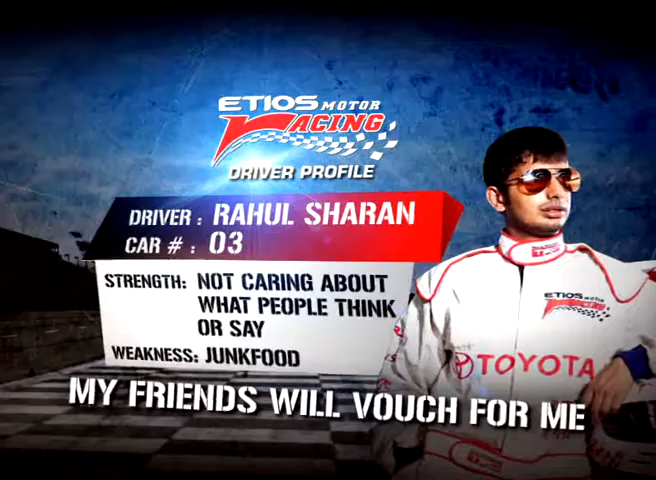 ETIOS MOTOR
RACING
DRIVER PROFILE
DRIVER : RAHUL SHARAN
CAR # : 03
STRENGTH: NOT CARING ABOUT
WHAT PEOPLE THINK
OR SAY
WEAKNESS: JUNKFOOD
MY FRIENDS WILL VOUCH FOR ME
ETIOS MOTOR
RACING
TOYOTA